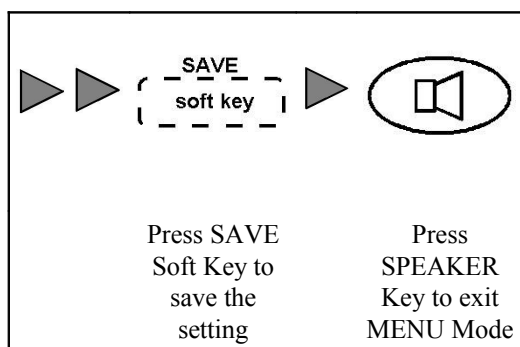 SAVE
soft key
Press SAVE
Soft Key to
save the
setting
Press
SPEAKER
Key to exit
MENU Mode